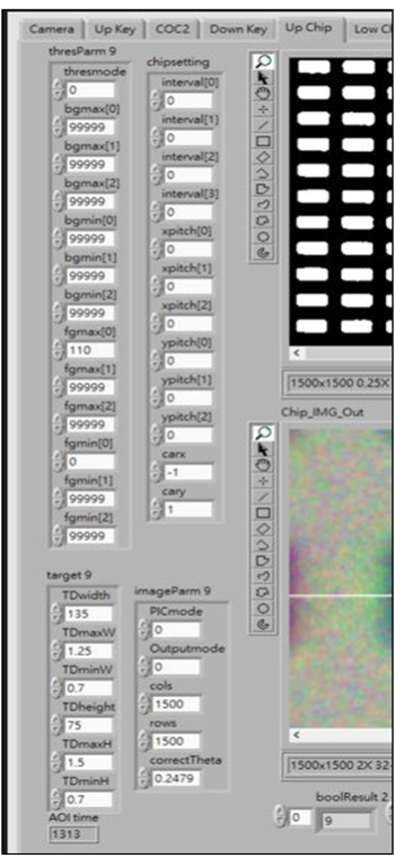 Camera Up Key COC2 Down Key Up Chip Low
thresParm 9
thresmode
0
bgmax[0]
99999
bgmax[1]
99999
bgmax[2]
99999
bgmin[0]
99999
bgmin[1]
99999
bgmin[2]
99999
fgmax[0]
110
fgmax[1]
99999
fgmax[2]
99999
fgmin[0]
0
fgmin[1]
99999
fgmin[2]
99999
chipsetting
interval[0]
0
interval[1]
0
interval[2]
0
interval[3]
0
xpitch[0]
0
xpitch[1]
0
xpitch[2]
0
ypitch[0]
0
ypitch[1]
0
ypitch[2]
0
carx
-1
cary
1
1500x1500 0.25X
Chip_IMG_Out
target 9
TDwidth
135
TDmaxW
1.25
TDminW
0.7
TDheight
75
TDmaxH
1.5
TDminH
0.7
AOI time
1313
imageParm 9
PICmode
0
Outputmode
0
cols
1500
rows
1500
correctTheta
0.2479
1500x1500 2X 32-
boolResult 2
0 9